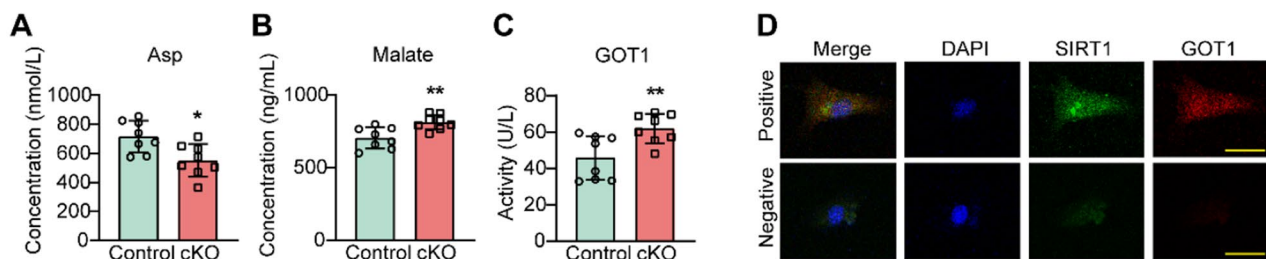 A
Asp
Concentration (nmol/L)
1000
800
600
400
200
0
*
Control cKO
B
Malate
Concentration (ng/mL)
1000
500
0
**
Control cKO
C
GOT1
Activity (U/L)
80
60
40
20
0
**
Control cKO
D
Merge DAPI SIRT1 GOT1
Positive
Negative